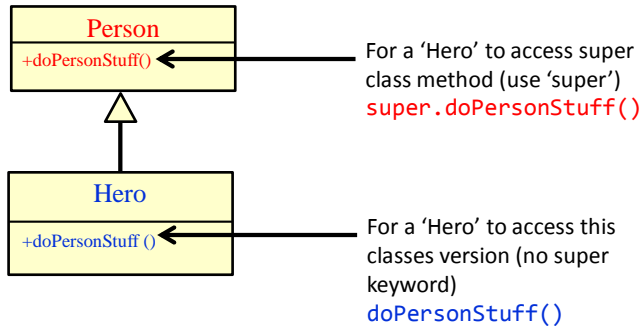 Person
+doPersonStuff()
For a ‘Hero’ to access super
class method (use ‘super’)
super.doPersonStuff()
Hero
+doPersonStuff ()
For a ‘Hero’ to access this
classes version (no super
keyword)
doPersonStuff()